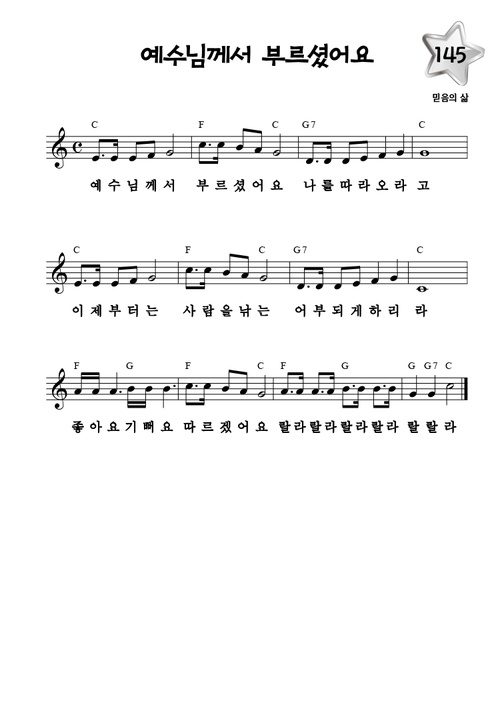 예수님께서 부르셨어요
145
믿음의 삶
C F C G7 C
예수님께서 부르셨어요 나를따라오라고
C F C G7 C
이제부터는 사람을낚는 어부되게하리라
F G F C F G G G7 C
좋아요기뻐요 따르겠어요 랄라랄라랄라랄라 랄랄라